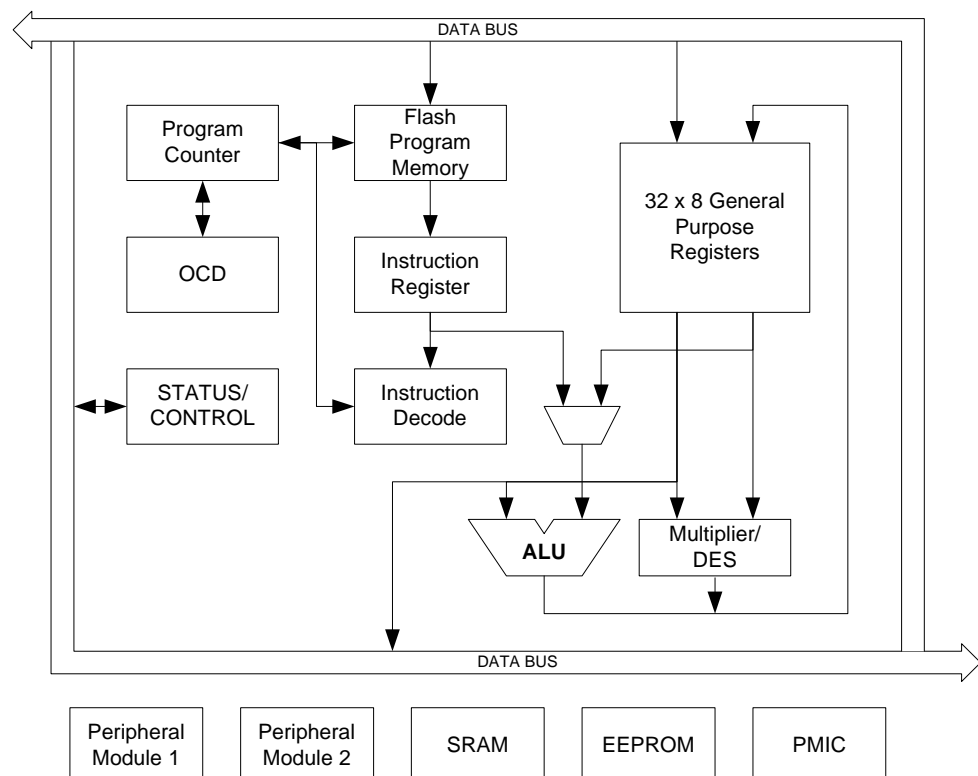 DATA BUS
Program
Counter
Flash
Program
Memory
32 x 8 General
Purpose
Registers
OCD
Instruction
Register
STATUS/
CONTROL
Instruction
Decode
ALU
Multiplier/
DES
DATA BUS
Peripheral
Module 1
Peripheral
Module 2
SRAM
EEPROM
PMIC